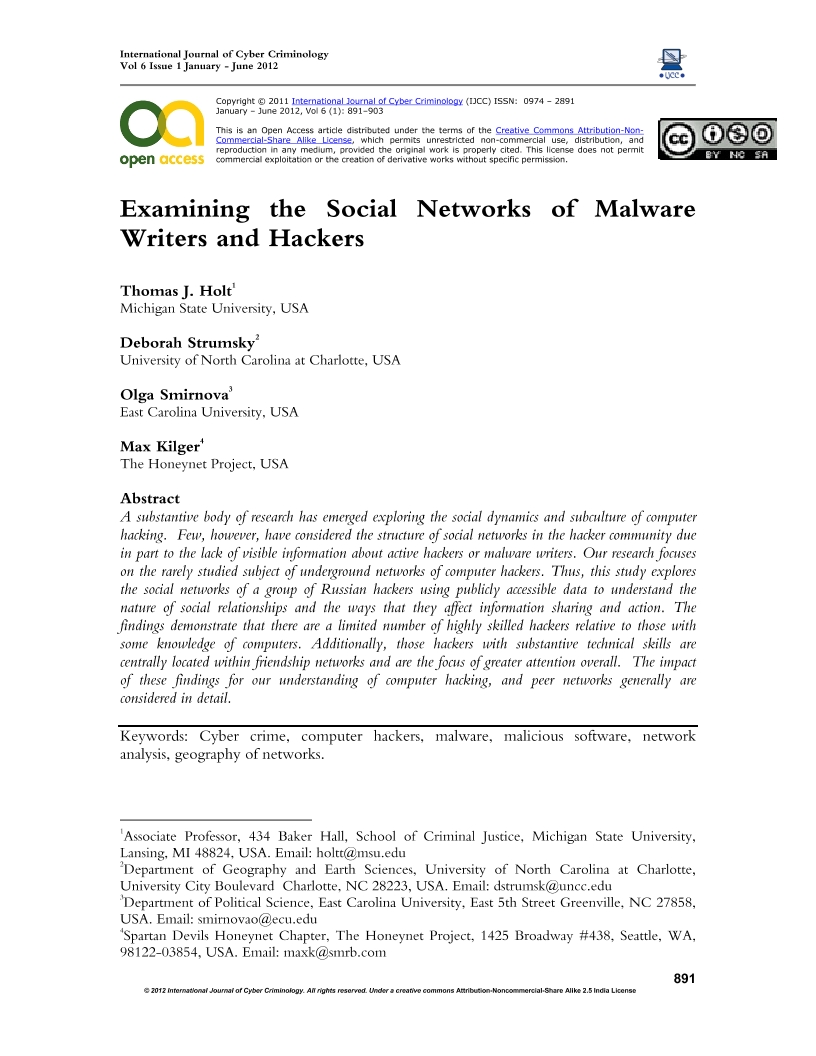 International Journal of Cyber Criminology
Vol 6 Issue 1 January - June 2012
IJCC
Copyright © 2011 International Journal of Cyber Criminology (IJCC) ISSN: 0974 – 2891
January – June 2012, Vol 6 (1): 891–903
This is an Open Access article distributed under the terms of the Creative Commons Attribution-Non-
Commercial-Share Alike License, which permits unrestricted non-commercial use, distribution, and
reproduction in any medium, provided the original work is properly cited. This license does not permit
commercial exploitation or the creation of derivative works without specific permission.
open access
cc
BY NC SA
Examining the Social Networks of Malware
Writers and Hackers
Thomas J. Holt1
Michigan State University, USA
Deborah Strumsky2
University of North Carolina at Charlotte, USA
Olga Smirnova3
East Carolina University, USA
Max Kilger4
The Honeynet Project, USA
Abstract
A substantive body of research has emerged exploring the social dynamics and subculture of computer
hacking. Few, however, have considered the structure of social networks in the hacker community due
in part to the lack of visible information about active hackers or malware writers. Our research focuses
on the rarely studied subject of underground networks of computer hackers. Thus, this study explores
the social networks of a group of Russian hackers using publicly accessible data to understand the
nature of social relationships and the ways that they affect information sharing and action. The
findings demonstrate that there are a limited number of highly skilled hackers relative to those with
some knowledge of computers. Additionally, those hackers with substantive technical skills are
centrally located within friendship networks and are the focus of greater attention overall. The impact
of these findings for our understanding of computer hacking, and peer networks generally are
considered in detail.
Keywords: Cyber crime, computer hackers, malware, malicious software, network
analysis, geography of networks.
1Associate Professor, 434 Baker Hall, School of Criminal Justice, Michigan State University,
Lansing, MI 48824, USA. Email: holtt@msu.edu
2Department of Geography and Earth Sciences, University of North Carolina at Charlotte,
University City Boulevard Charlotte, NC 28223, USA. Email: dstrumsk@uncc.edu
3Department of Political Science, East Carolina University, East 5th Street Greenville, NC 27858,
USA. Email: smirnovao@ecu.edu
4Spartan Devils Honeynet Chapter, The Honeynet Project, 1425 Broadway #438, Seattle, WA,
98122-03854, USA. Email: maxk@smrb.com
891
© 2012 International Journal of Cyber Criminology. All rights reserved. Under a creative commons Attribution-Noncommercial-Share Alike 2.5 India License